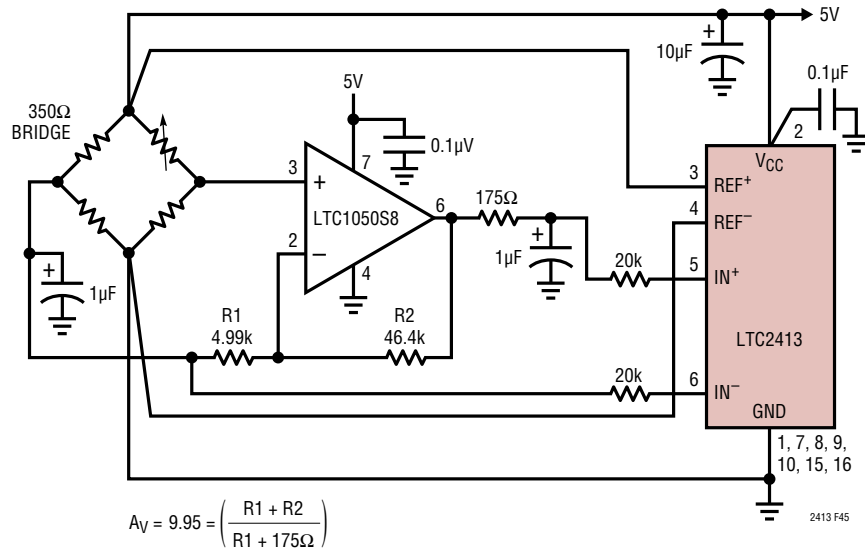 5V
10µF
0.1µF
2
350Ω
BRIDGE
5V
7
0.1µV
VCC
3
REF+
4
REF−
3
+
LTC1050S8
6
175Ω
2
−
4
+
1µF
+
1µF
20k
5
IN+
LTC2413
R1
4.99k
R2
46.4k
20k
6
IN−
GND
1, 7, 8, 9,
10, 15, 16
+
AV = 9.95 = (R1 + R2 / R1 + 175Ω)
2413 F45